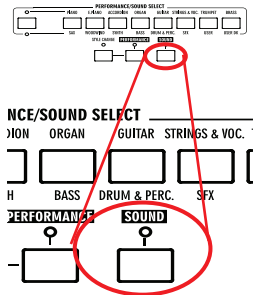 PERFORMANCE/SOUND SELECT
PIANO E.PIANO ACCORDION ORGAN GUITAR STRINGS & VOC. TRUMPET BRASS
SAX WOODWIND SYNTH BASS DRUM & PERC. SFX USER USER DK
STYLE CHANGE PERFORMANCE SOUND
NCE/SOUND SELECT
DION ORGAN GUITAR STRINGS & VOC. T
H BASS DRUM & PERC. SFX
PERFORMANCE SOUND